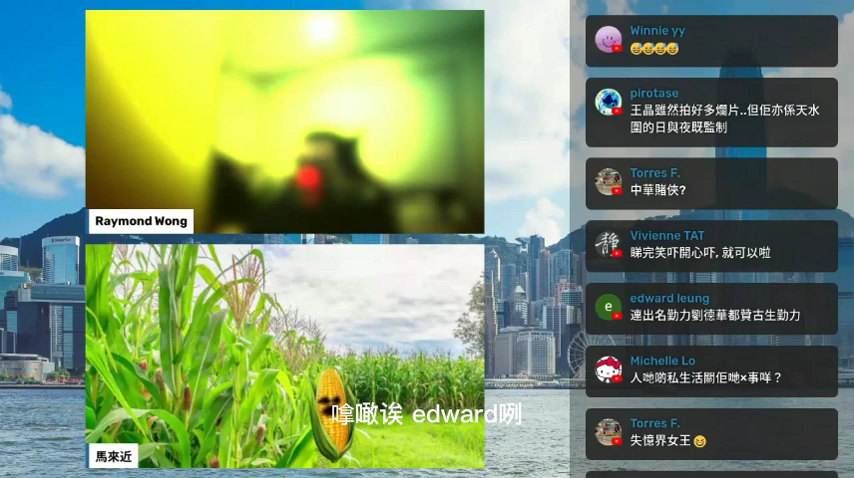 Raymond Wong
馬來近
嗱噉诶 edward咧
Winnie yy
😅😅😅😅
pirotase
王晶雖然拍好多爛片..但佢亦係天水
圍的日與夜既監制
Torres F.
中華賭俠?
Vivienne TAT
睇完笑吓開心吓, 就可以啦
edward leung
連出名勤力劉德華都贊古生勤力
Michelle Lo
人哋啲私生活關佢哋×事咩？
Torres F.
失憶界女王😆
靜
e